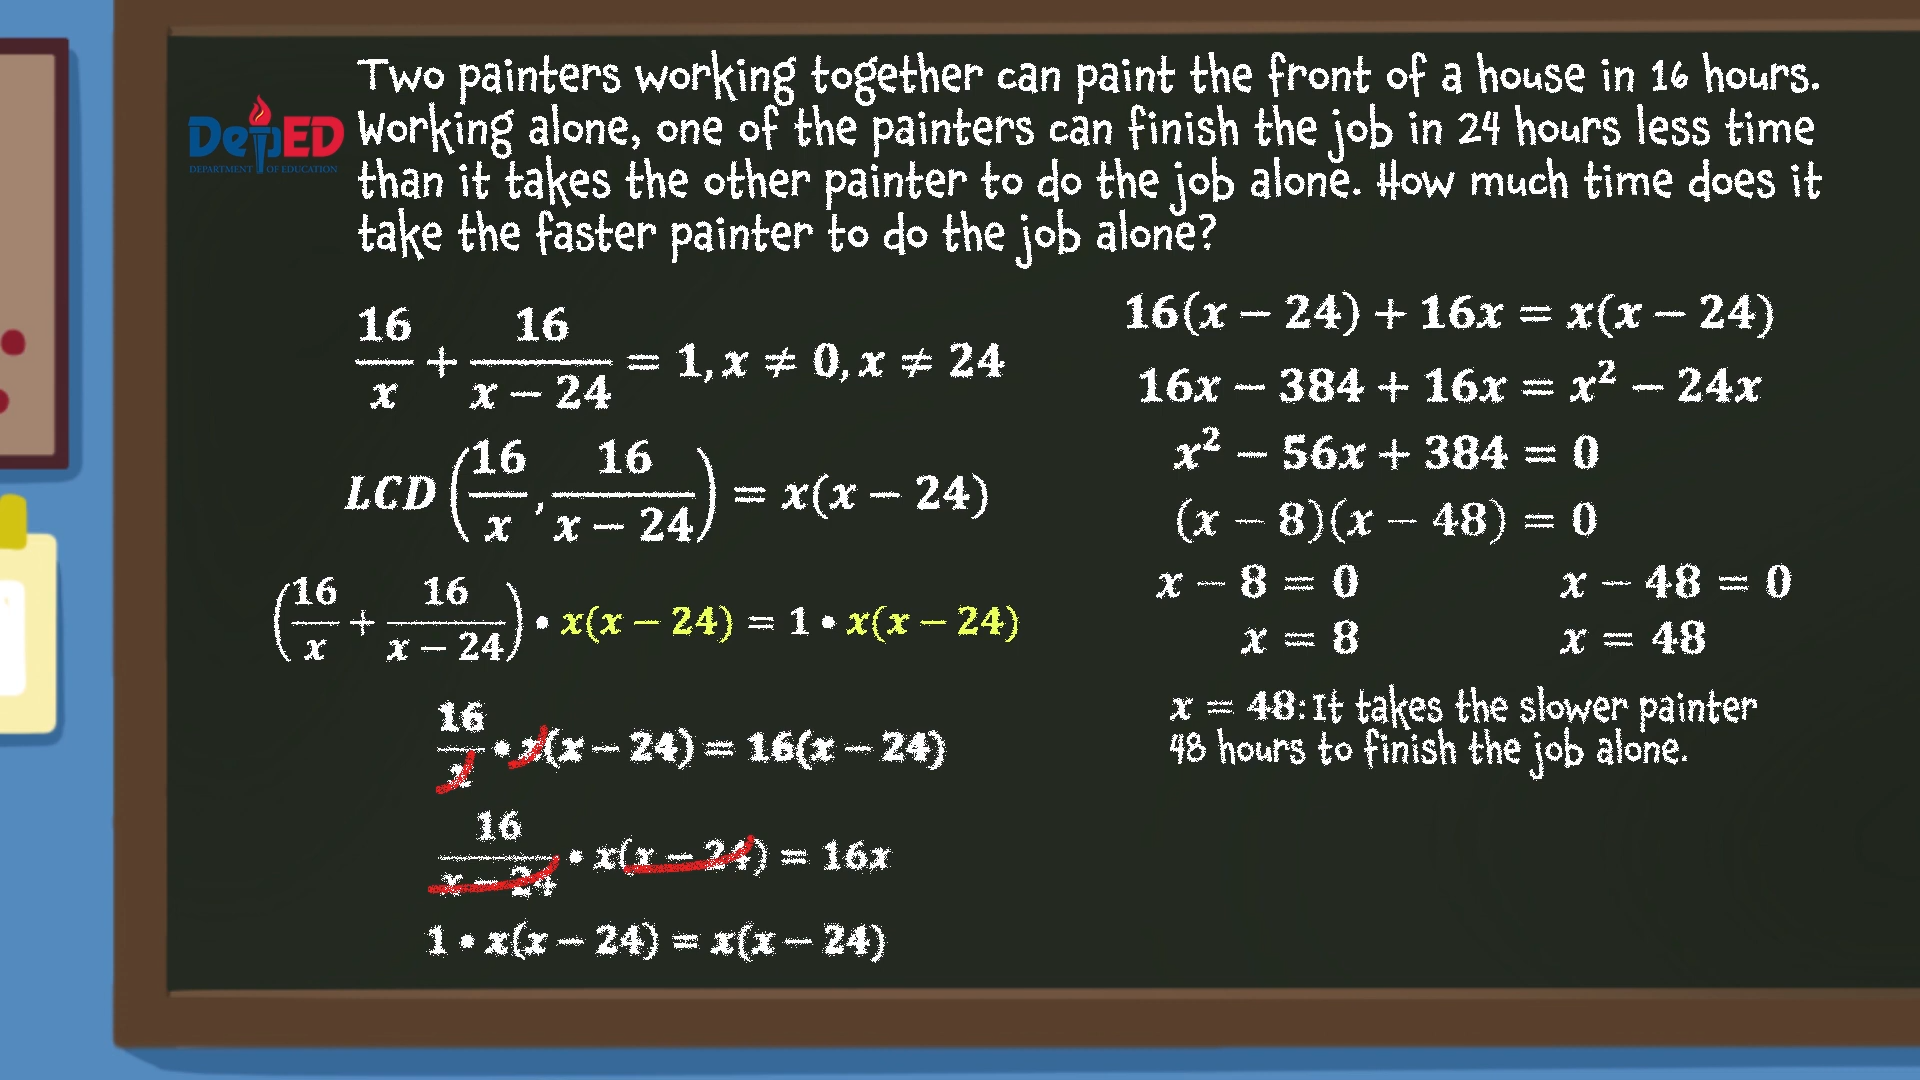 Two painters working together can paint the front of a house in 16 hours.
Working alone, one of the painters can finish the job in 24 hours less time
than it takes the other painter to do the job alone. How much time does it
take the faster painter to do the job alone?
DepED
DEPARTMENT OF EDUCATION
16/x + 16/(x − 24) = 1, x ≠ 0, x ≠ 24
LCD (16/x, 16/(x − 24)) = x(x − 24)
(16/x + 16/(x − 24)) • x(x − 24) = 1 • x(x − 24)
16/x • x(x − 24) = 16(x − 24)
16/(x − 24) • x(x − 24) = 16x
1 • x(x − 24) = x(x − 24)
16(x − 24) + 16x = x(x − 24)
16x − 384 + 16x = x² − 24x
x² − 56x + 384 = 0
(x − 8)(x − 48) = 0
x − 8 = 0 x − 48 = 0
x = 8 x = 48
x = 48: It takes the slower painter
48 hours to finish the job alone.